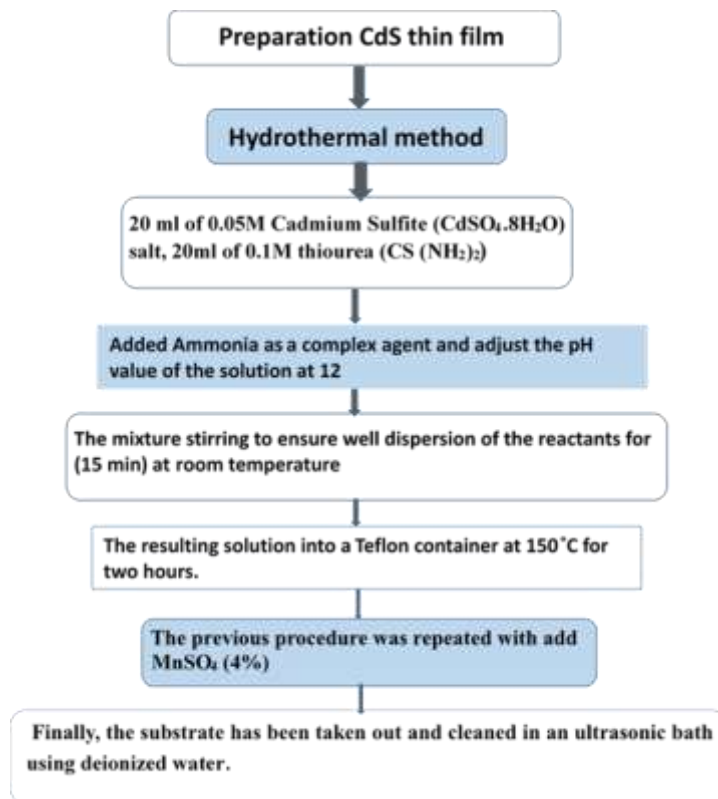 Preparation CdS thin film
Hydrothermal method
20 ml of 0.05M Cadmium Sulfite (CdSO₄.8H₂O)
salt, 20ml of 0.1M thiourea (CS (NH₂)₂)
Added Ammonia as a complex agent and adjust the pH
value of the solution at 12
The mixture stirring to ensure well dispersion of the reactants for
(15 min) at room temperature
The resulting solution into a Teflon container at 150˚C for
two hours.
The previous procedure was repeated with add
MnSO₄ (4%)
Finally, the substrate has been taken out and cleaned in an ultrasonic bath
using deionized water.